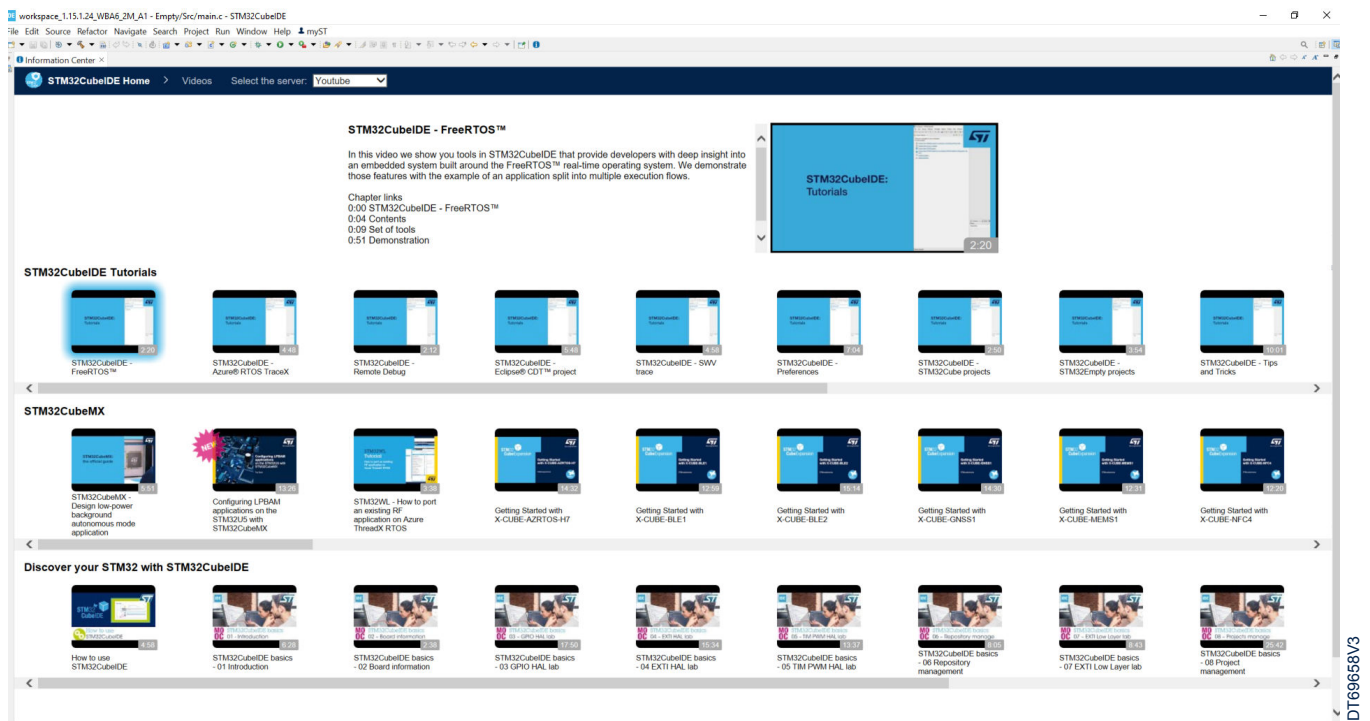 workspace_1.15.1.24_WBA6_2M_A1 - Empty/Src/main.c - STM32CubeIDE
File Edit Source Refactor Navigate Search Project Run Window Help myST
Information Center
STM32CubeIDE Home > Videos Select the server: Youtube
STM32CubeIDE - FreeRTOS™
In this video we show you tools in STM32CubeIDE that provide developers with deep insight into
an embedded system built around the FreeRTOS™ real-time operating system. We demonstrate
those features with the example of an application split into multiple execution flows.
Chapter links
0:00 STM32CubeIDE - FreeRTOS™
0:04 Contents
0:09 Set of tools
0:51 Demonstration
STM32CubeIDE:
Tutorials
2:20
STM32CubeIDE Tutorials
2:20 4:48 2:12 5:48 4:58 7:04 2:50 3:54 10:01
STM32CubeIDE -
FreeRTOS™
STM32CubeIDE -
Azure® RTOS TraceX
STM32CubeIDE -
Remote Debug
STM32CubeIDE -
Eclipse® CDT™ project
STM32CubeIDE - SWV
trace
STM32CubeIDE -
Preferences
STM32CubeIDE -
STM32Cube projects
STM32CubeIDE -
STM32Empty projects
STM32CubeIDE - Tips
and Tricks
STM32CubeMX
NEW
5:51 13:26 3:38 14:32 12:59 15:14 14:30 12:31 12:20
STM32CubeMX -
Design low-power
background
autonomous mode
application
Configuring LPBAM
applications on the
STM32U5 with
STM32CubeMX
STM32WL - How to port
an existing RF
application on Azure
ThreadX RTOS
Getting Started with
X-CUBE-AZRTOS-H7
Getting Started with
X-CUBE-BLE1
Getting Started with
X-CUBE-BLE2
Getting Started with
X-CUBE-GNSS1
Getting Started with
X-CUBE-MEMS1
Getting Started with
X-CUBE-NFC4
Discover your STM32 with STM32CubeIDE
4:58 2:28 2:38 17:50 15:34 13:37 8:05 8:43 25:42
How to use
STM32CubeIDE
STM32CubeIDE basics
- 01 Introduction
STM32CubeIDE basics
- 02 Board information
STM32CubeIDE basics
- 03 GPIO HAL lab
STM32CubeIDE basics
- 04 EXTI HAL lab
STM32CubeIDE basics
- 05 TIM PWM HAL lab
STM32CubeIDE basics
- 06 Repository
management
STM32CubeIDE basics
- 07 EXTI Low Layer lab
STM32CubeIDE basics
- 08 Project
management
DT69658V3